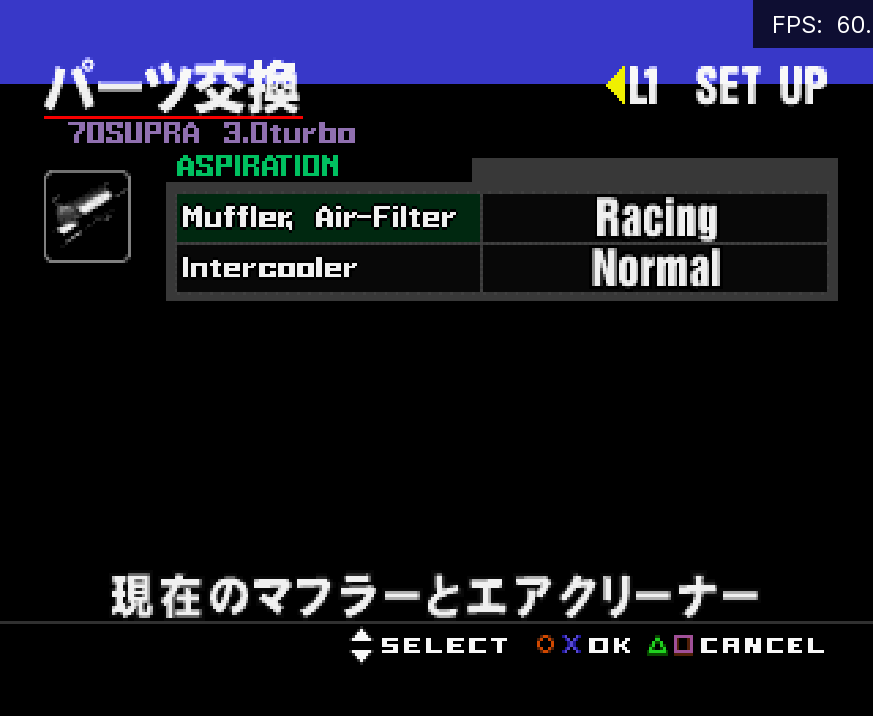 FPS: 60.
パーツ交換
L1 SET UP
70SUPRA 3.0turbo
ASPIRATION
Muffler, Air-Filter Racing
Intercooler Normal
現在のマフラーとエアクリーナー
SELECT OK CANCEL